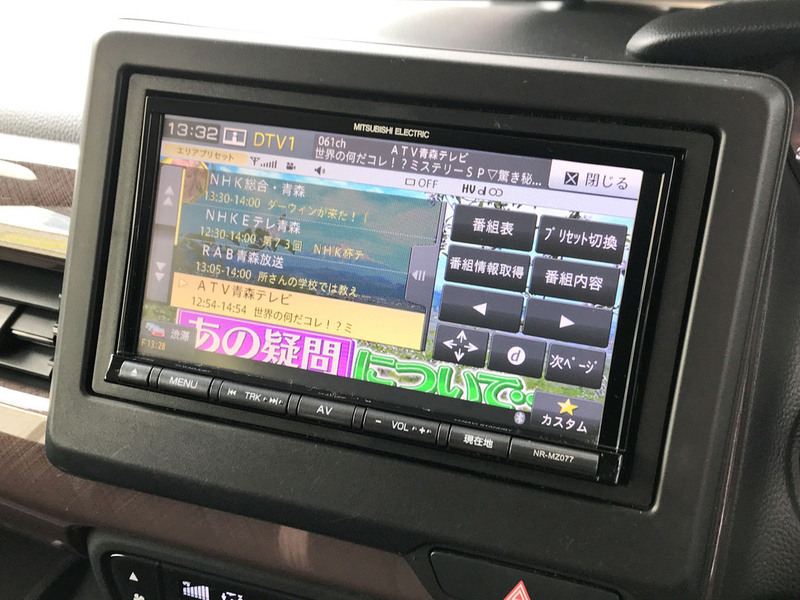 MITSUBISHI ELECTRIC
13:32 DTV1 061ch ATV青森テレビ
世界の何だコレ!?ミステリーSP▽驚き秘...
エリアプリセット
OFF HV
閉じる
NHK総合・青森
13:30-14:00 ダーウィンが来た!
NHKEテレ青森
12:30-14:00 第73回 NHK杯テ
RAB青森放送
13:05-14:00 所さんの学校では教え
ATV青森テレビ
12:54-14:54 世界の何だコレ!?ミ
番組表 プリセット切換
番組情報取得 番組内容
d 次ページ
渋滞
F13:28
あの疑問
について
カスタム
MENU TRK AV - VOL + 現在地 NR-MZ077